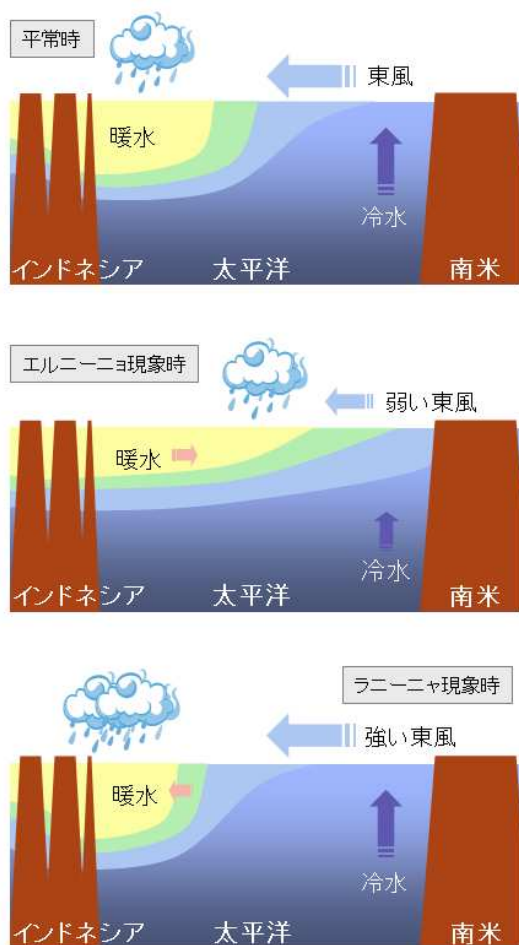 平常時
東風
暖水
冷水
インドネシア 太平洋 南米
エルニーニョ現象時
弱い東風
暖水
冷水
インドネシア 太平洋 南米
ラニーニャ現象時
強い東風
暖水
冷水
インドネシア 太平洋 南米